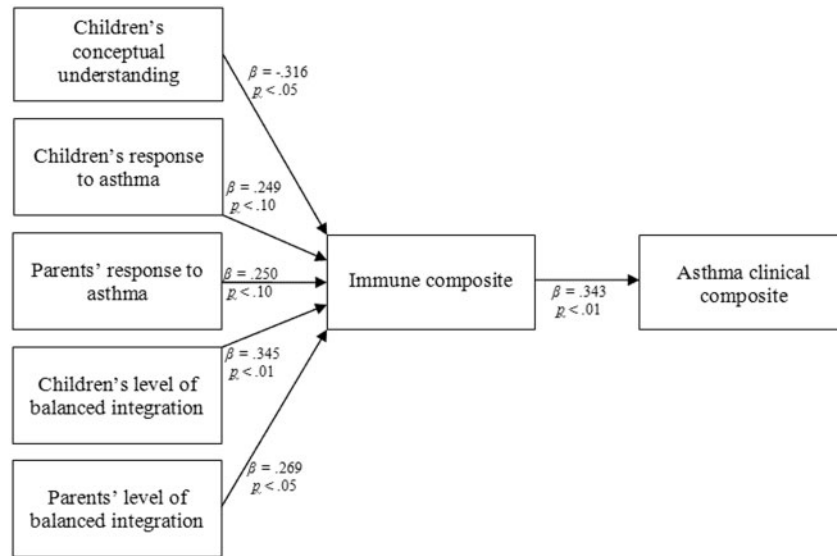 Children's
conceptual
understanding
β = -.316
p < .05
Children's response
to asthma
β = .249
p < .10
Parents' response to
asthma
β = .250
p < .10
Immune composite
β = .343
p < .01
Asthma clinical
composite
Children's level of
balanced integration
β = .345
p < .01
Parents' level of
balanced integration
β = .269
p < .05